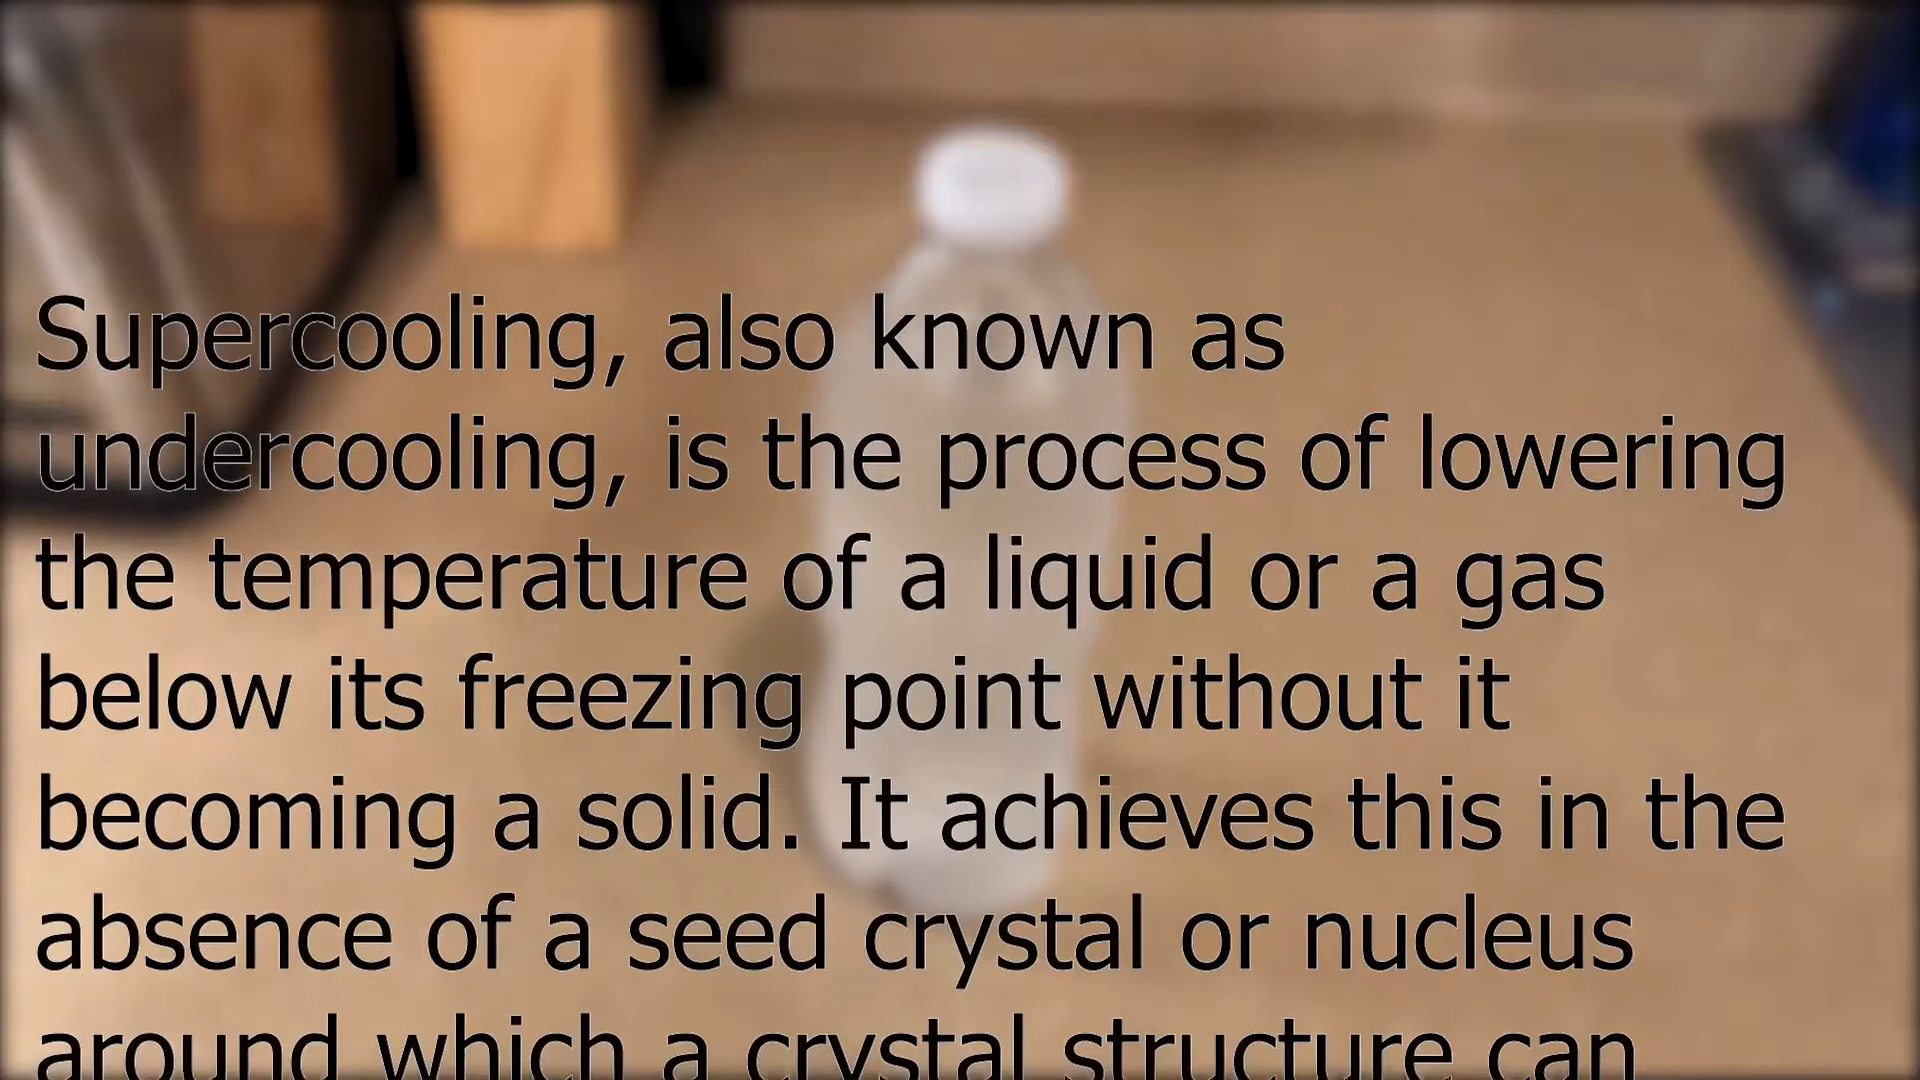 Supercooling, also known as
undercooling, is the process of lowering
the temperature of a liquid or a gas
below its freezing point without it
becoming a solid. It achieves this in the
absence of a seed crystal or nucleus
around which a crystal structure can